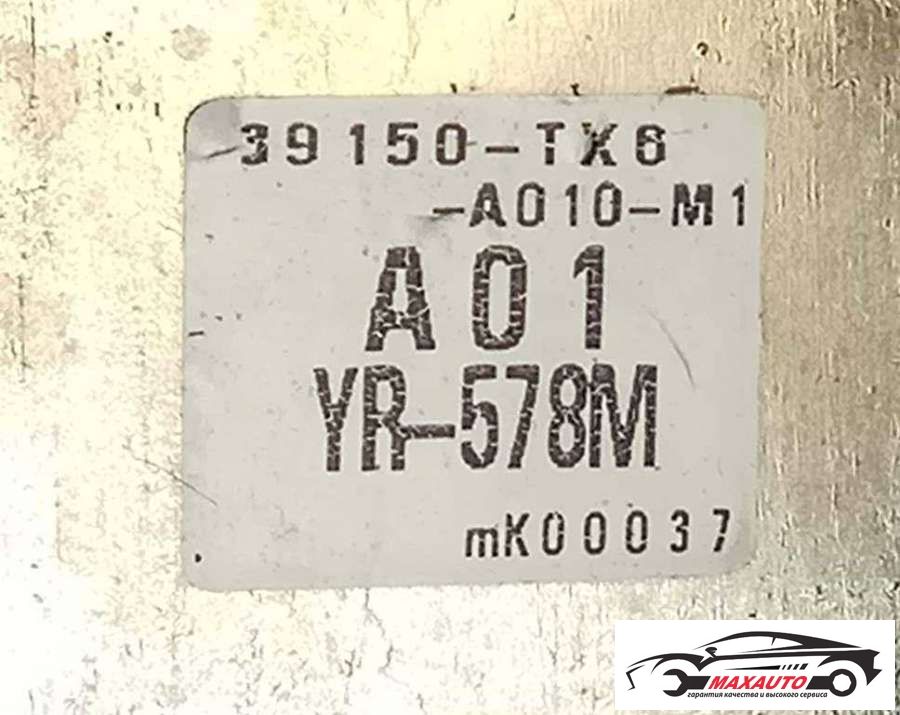 39150-TX6
-A010-M1
A01
YR-578M
mK00037
MAXAUTO
гарантия качества и высокого сервиса